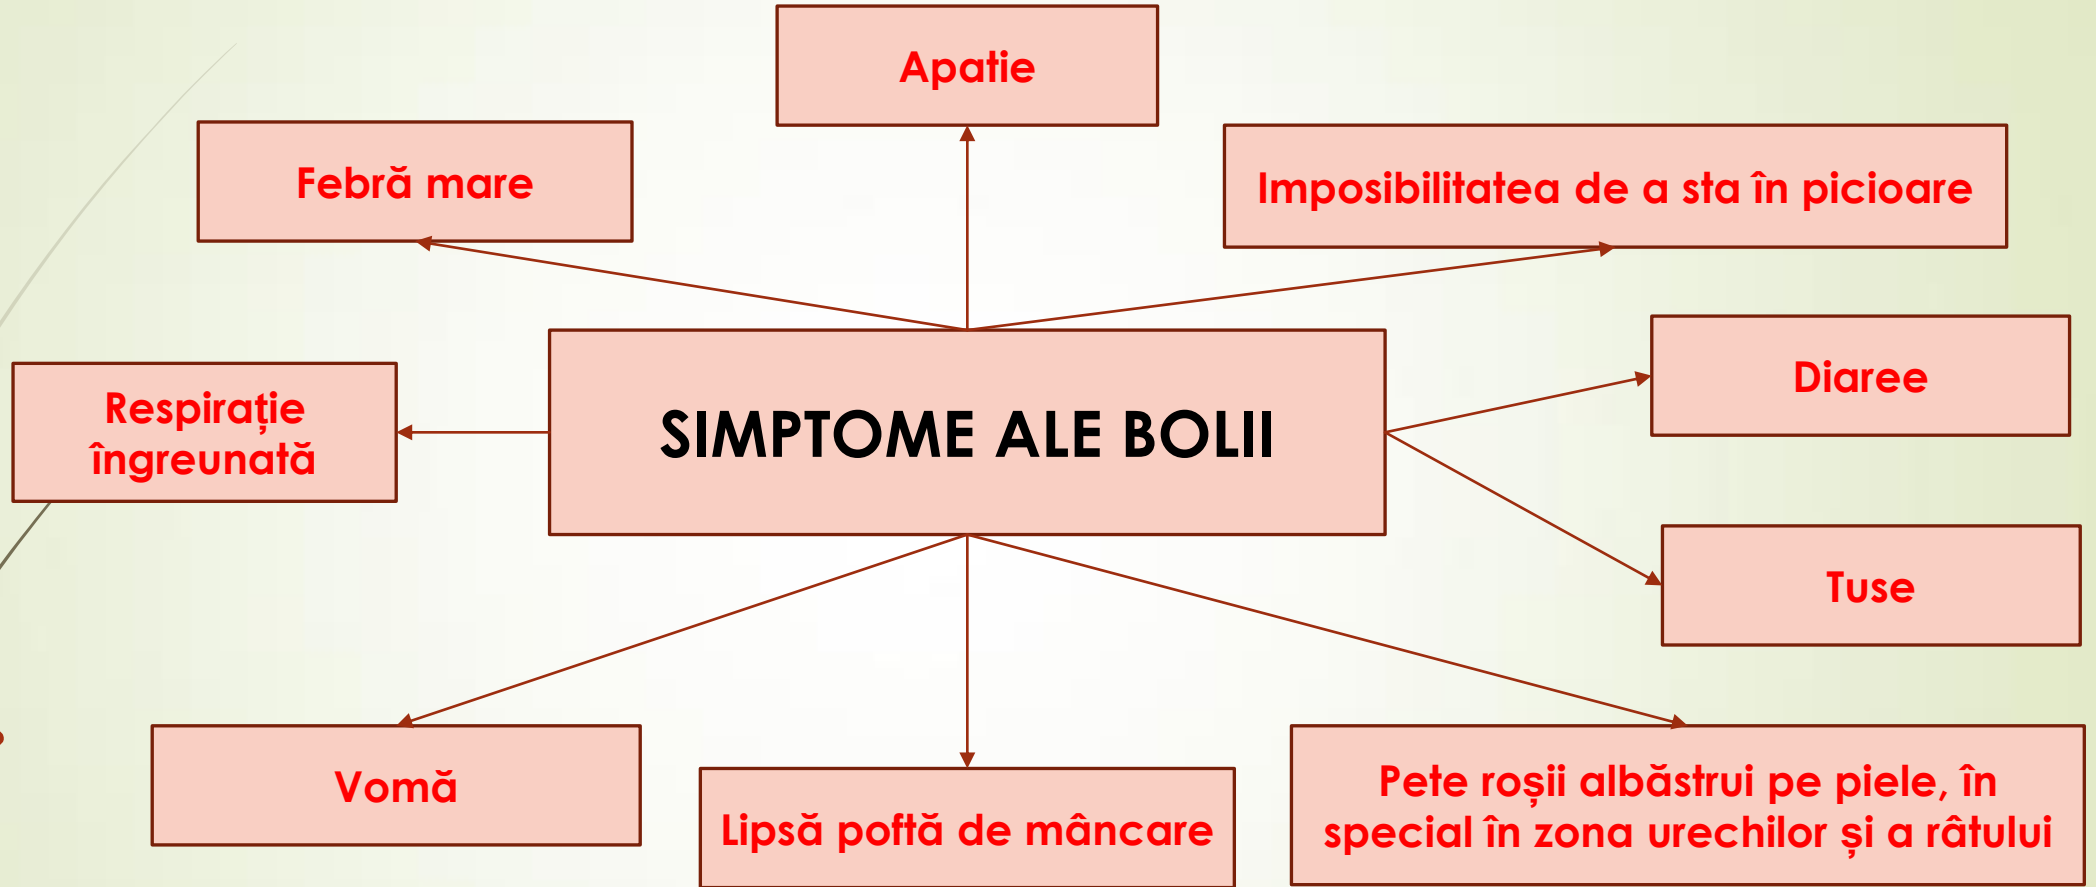 Apatie
Febră mare
Imposibilitatea de a sta în picioare
Respirație
îngreunată
SIMPTOME ALE BOLII
Diaree
Tuse
Vomă
Lipsă poftă de mâncare
Pete roșii albăstrui pe piele, în
special în zona urechilor și a râtului